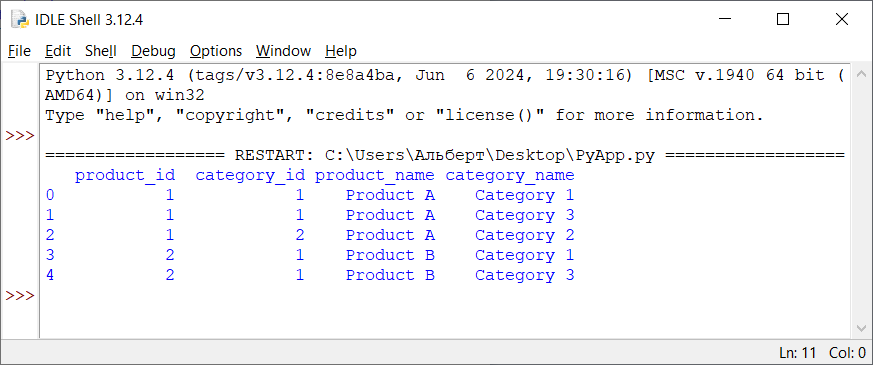 IDLE Shell 3.12.4
File Edit Shell Debug Options Window Help
Python 3.12.4 (tags/v3.12.4:8e8a4ba, Jun  6 2024, 19:30:16) [MSC v.1940 64 bit (
AMD64)] on win32
Type "help", "copyright", "credits" or "license()" for more information.
>>>
================== RESTART: C:\Users\Альберт\Desktop\PyApp.py ==================
   product_id  category_id product_name category_name
0           1            1    Product A    Category 1
1           1            1    Product A    Category 3
2           1            2    Product A    Category 2
3           2            1    Product B    Category 1
4           2            1    Product B    Category 3
>>>
Ln: 11 Col: 0